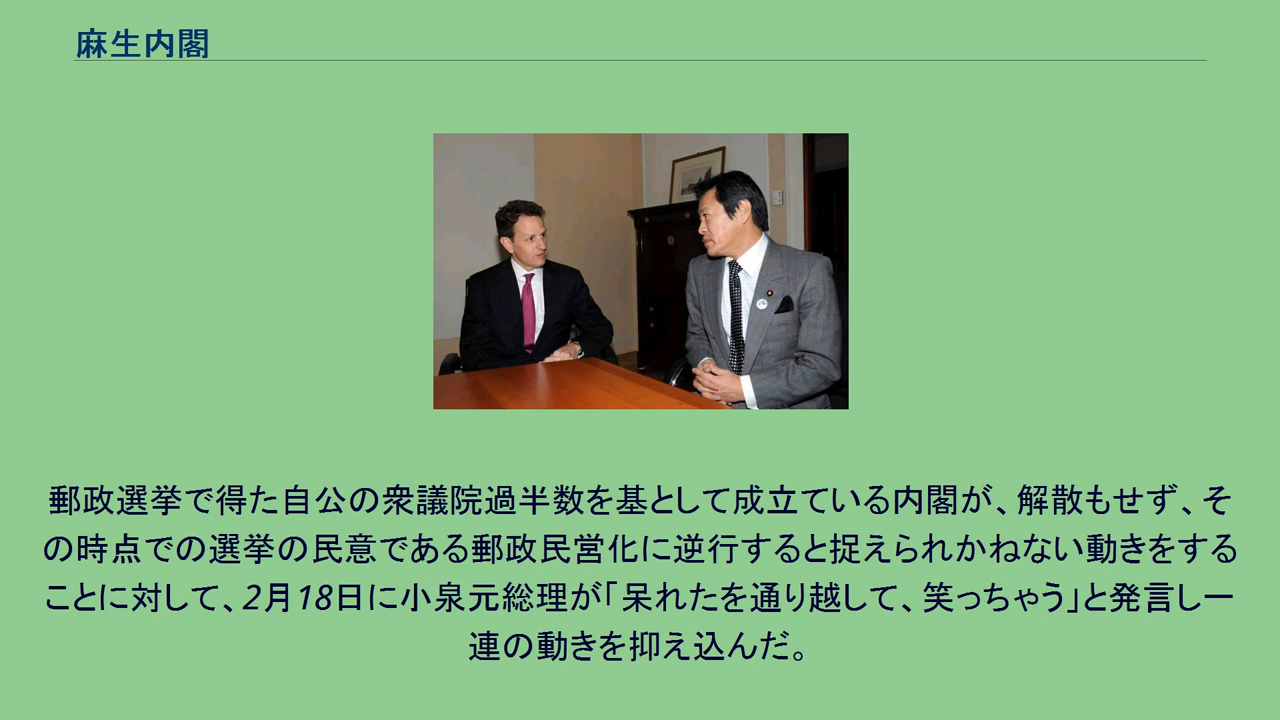 麻生内閣
郵政選挙で得た自公の衆議院過半数を基として成立ている内閣が、解散もせず、そ
の時点での選挙の民意である郵政民営化に逆行すると捉えられかねない動きをする
ことに対して、2月18日に小泉元総理が「呆れたを通り越して、笑っちゃう」と発言し一
連の動きを抑え込んだ。